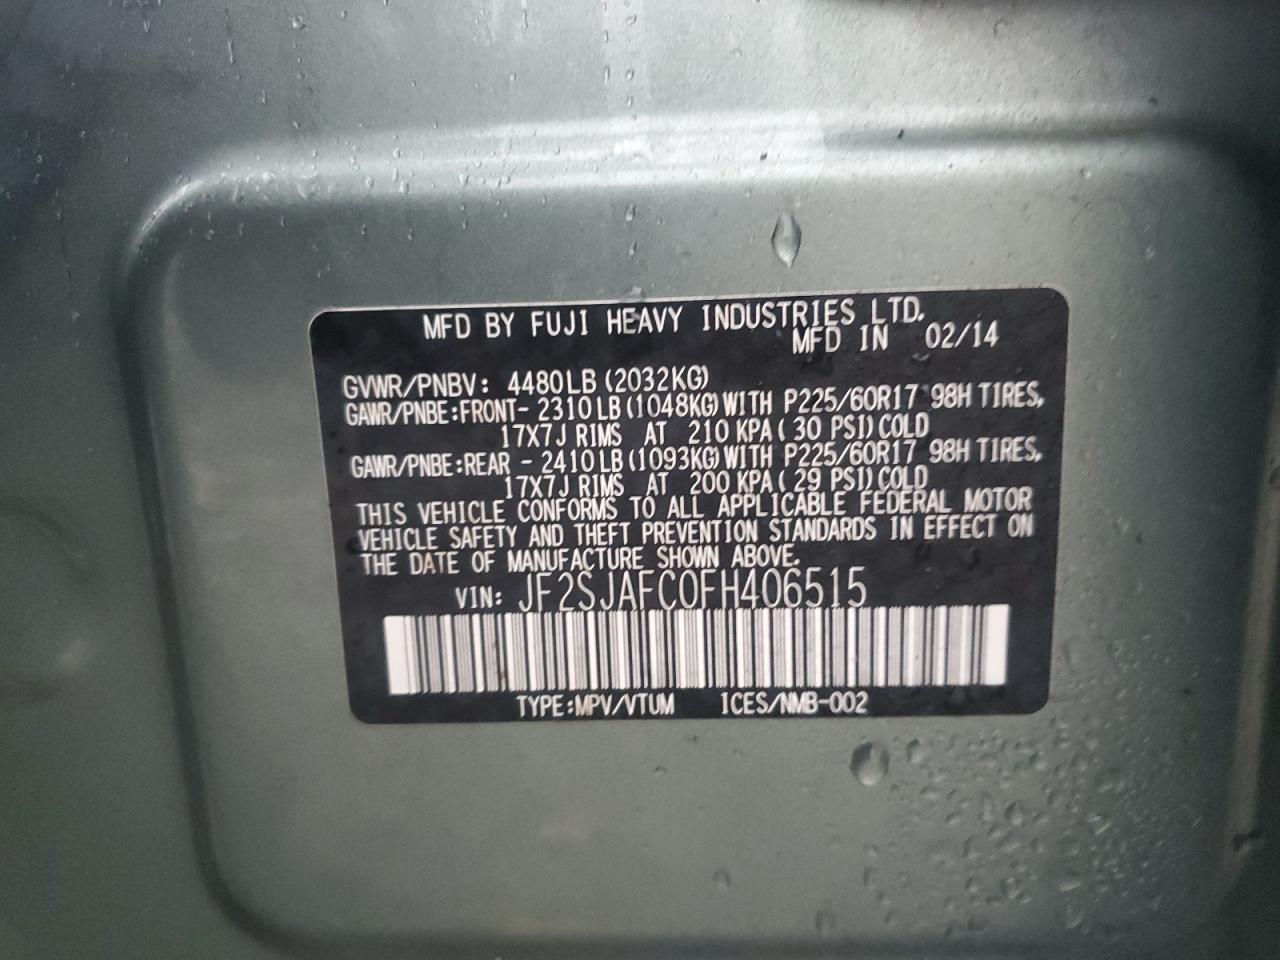 MFD BY FUJI HEAVY INDUSTRIES LTD.
MFD IN 02/14
GVWR/PNBV: 4480LB (2032KG)
GAWR/PNBE:FRONT- 2310LB(1048KG)WITH P225/60R17 98H TIRES,
17X7J RIMS AT 210 KPA( 30 PSI)COLD
GAWR/PNBE:REAR - 2410LB(1093KG)WITH P225/60R17 98H TIRES,
17X7J RIMS AT 200 KPA( 29 PSI)COLD
THIS VEHICLE CONFORMS TO ALL APPLICABLE FEDERAL MOTOR
VEHICLE SAFETY AND THEFT PREVENTION STANDARDS IN EFFECT ON
THE DATE OF MANUFACTURE SHOWN ABOVE.
VIN: JF2SJAFC0FH406515
TYPE:MPV/VTUM ICES/NMB-002